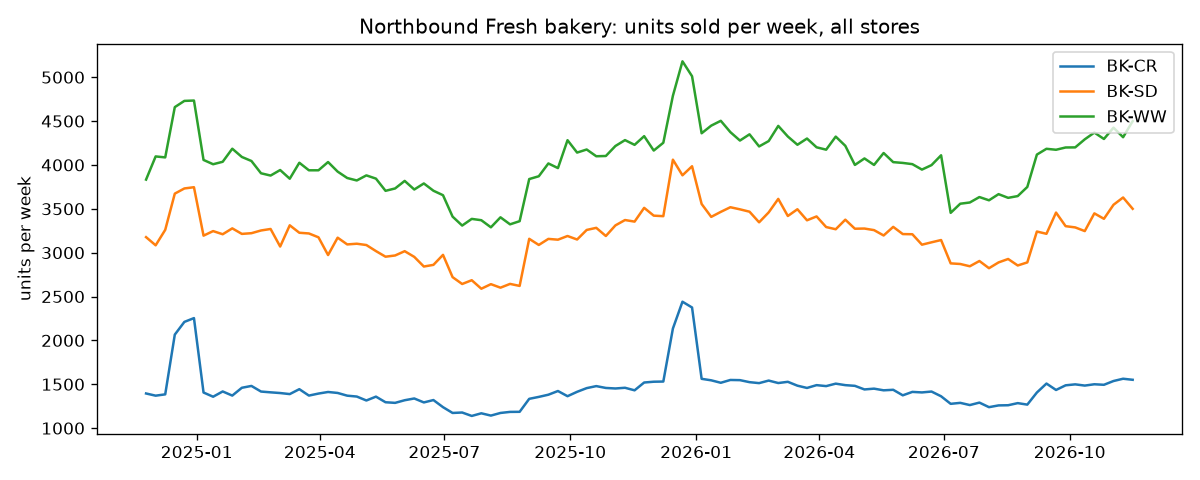 Northbound Fresh bakery: units sold per week, all stores
BK-CR
BK-SD
BK-WW
units per week
5000
4500
4000
3500
3000
2500
2000
1500
1000
2025-01 2025-04 2025-07 2025-10 2026-01 2026-04 2026-07 2026-10